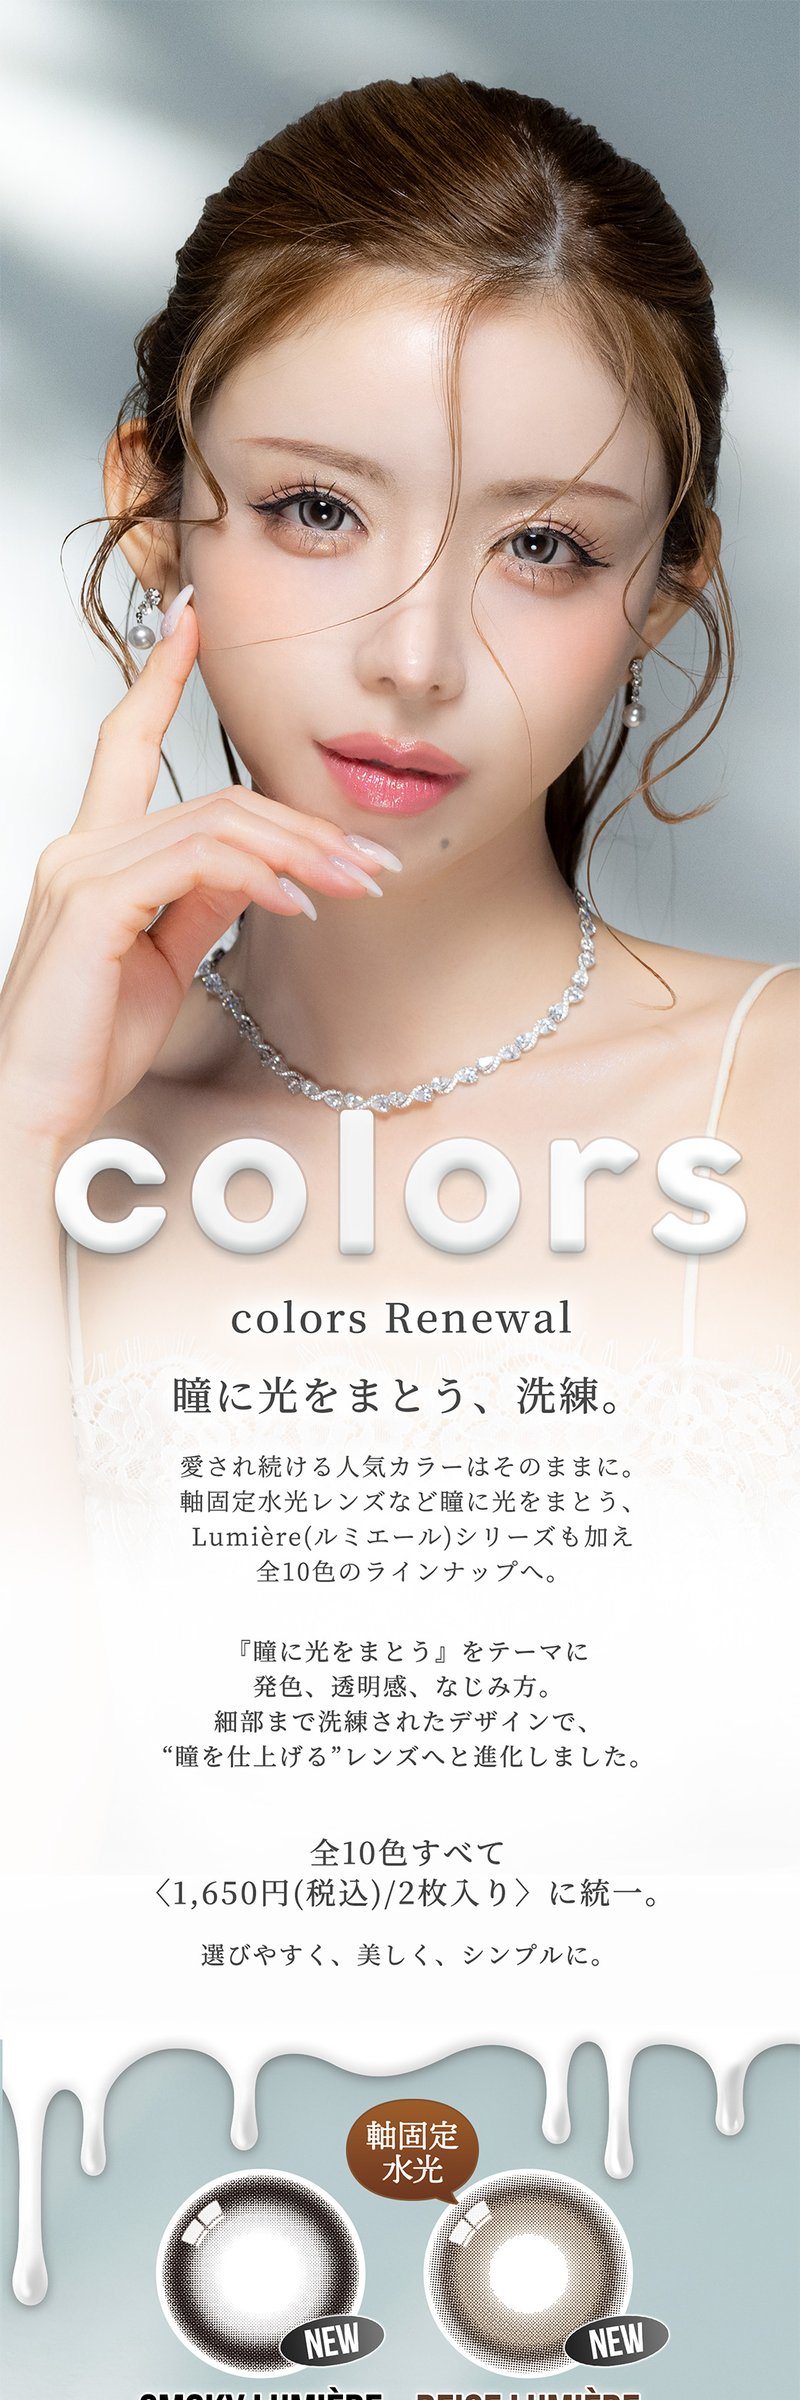 colors
colors Renewal
瞳に光をまとう、洗練。
愛され続ける人気カラーはそのままに。
軸固定水光レンズなど瞳に光をまとう、
Lumière(ルミエール)シリーズも加え
全10色のラインナップへ。
『瞳に光をまとう』をテーマに
発色、透明感、なじみ方。
細部まで洗練されたデザインで、
“瞳を仕上げる”レンズへと進化しました。
全10色すべて
〈1,650円(税込)/2枚入り〉に統一。
選びやすく、美しく、シンプルに。
軸固定
水光
NEW
NEW
SMOKY LUMIÈRE
BEIGE LUMIÈRE